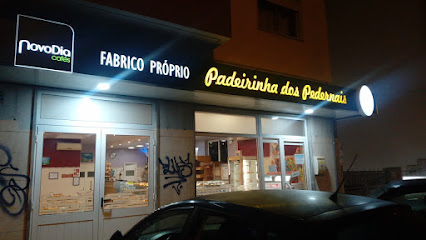 NovoDia
cafés
FABRICO PRÓPRIO
Padeirinha dos Pedernais